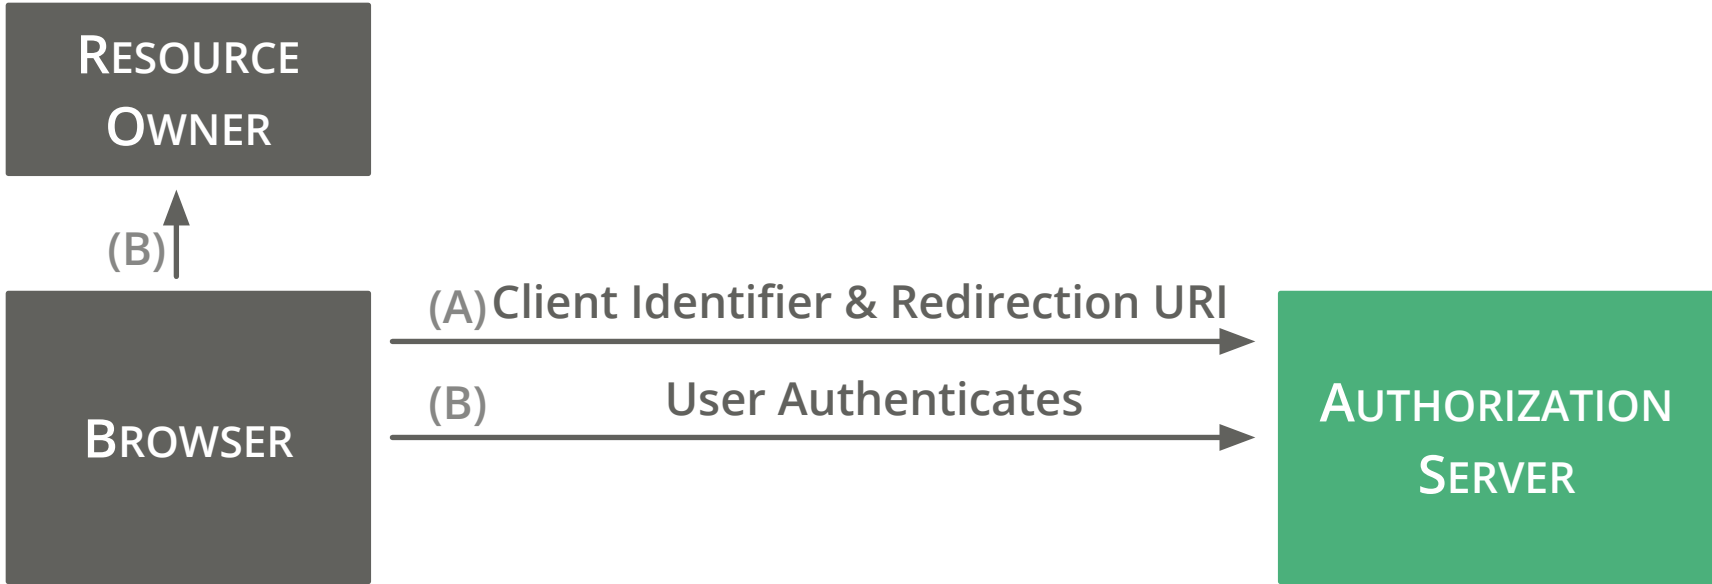 RESOURCE
OWNER
(B)
(A) Client Identifier & Redirection URI
(B) User Authenticates
BROWSER
AUTHORIZATION
SERVER